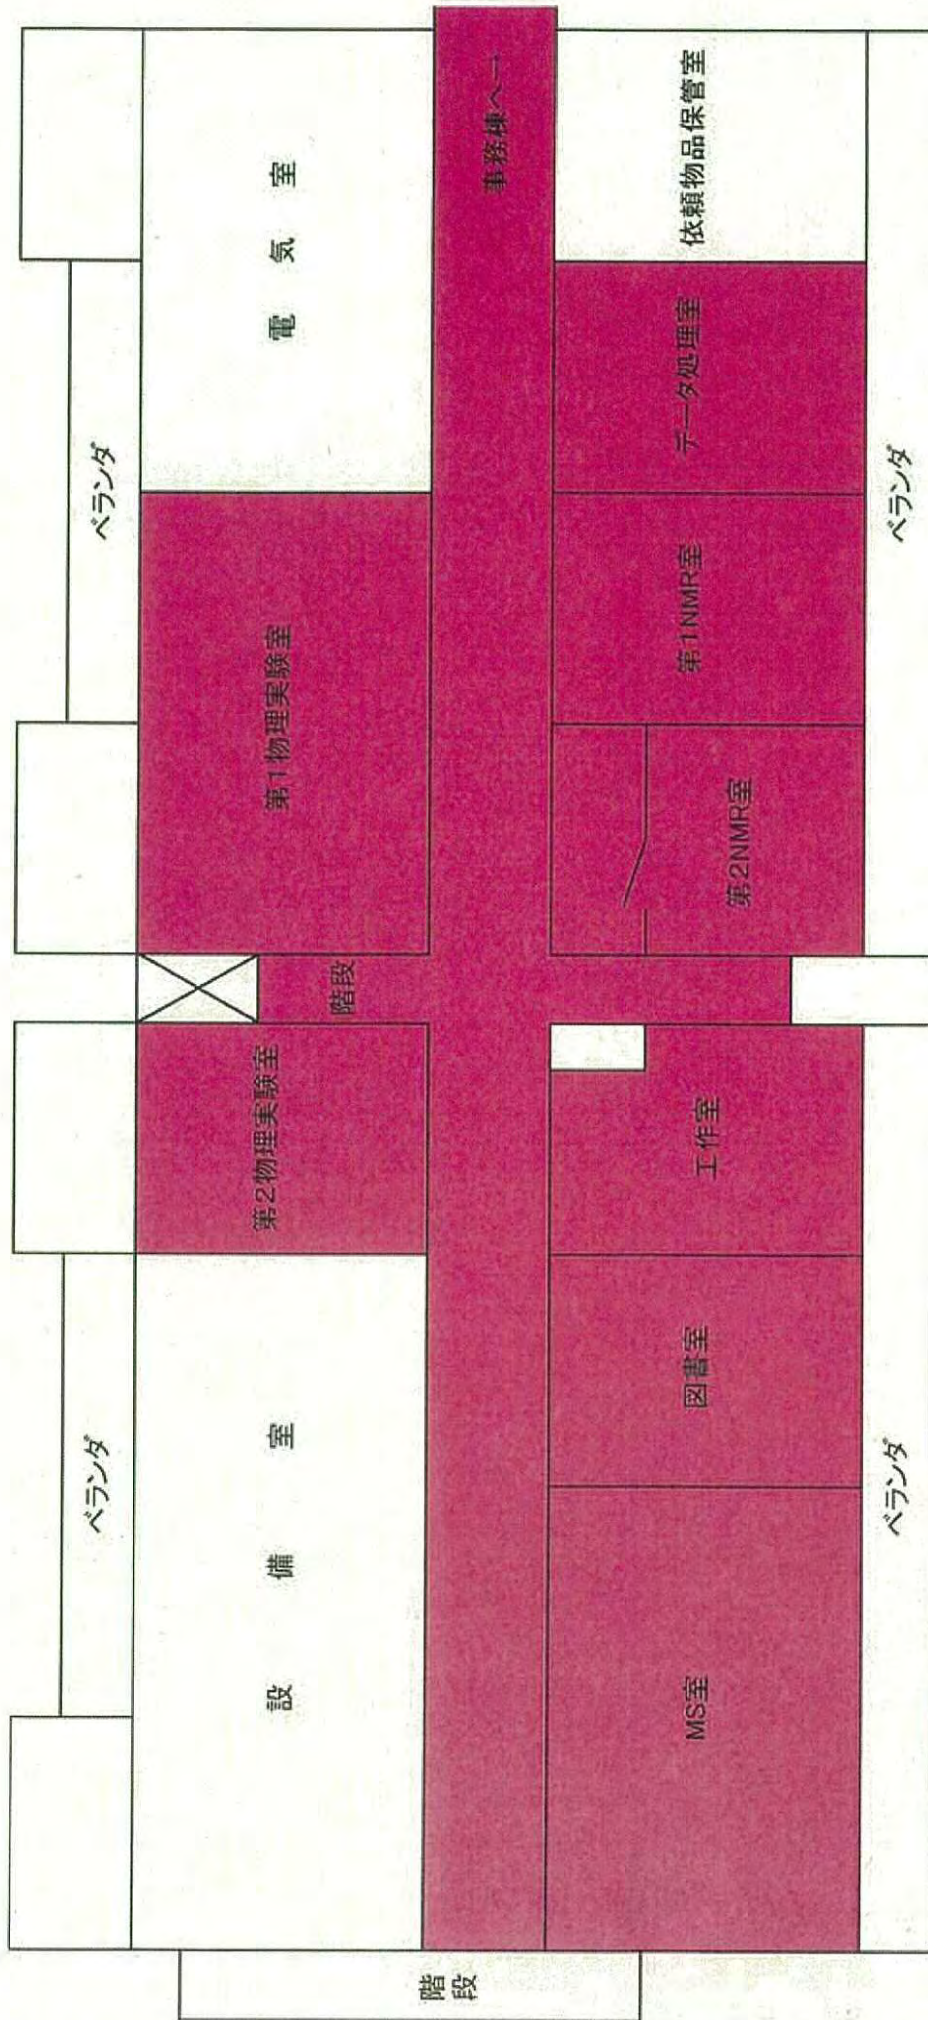 ベランダ
ベランダ
設備室
第2物理実験室
階段
第1物理実験室
電気室
階段
事務棟へ→
MS室
図書室
工作室
第2NMR室
第1NMR室
データ処理室
依頼物品保管室
ベランダ
ベランダ